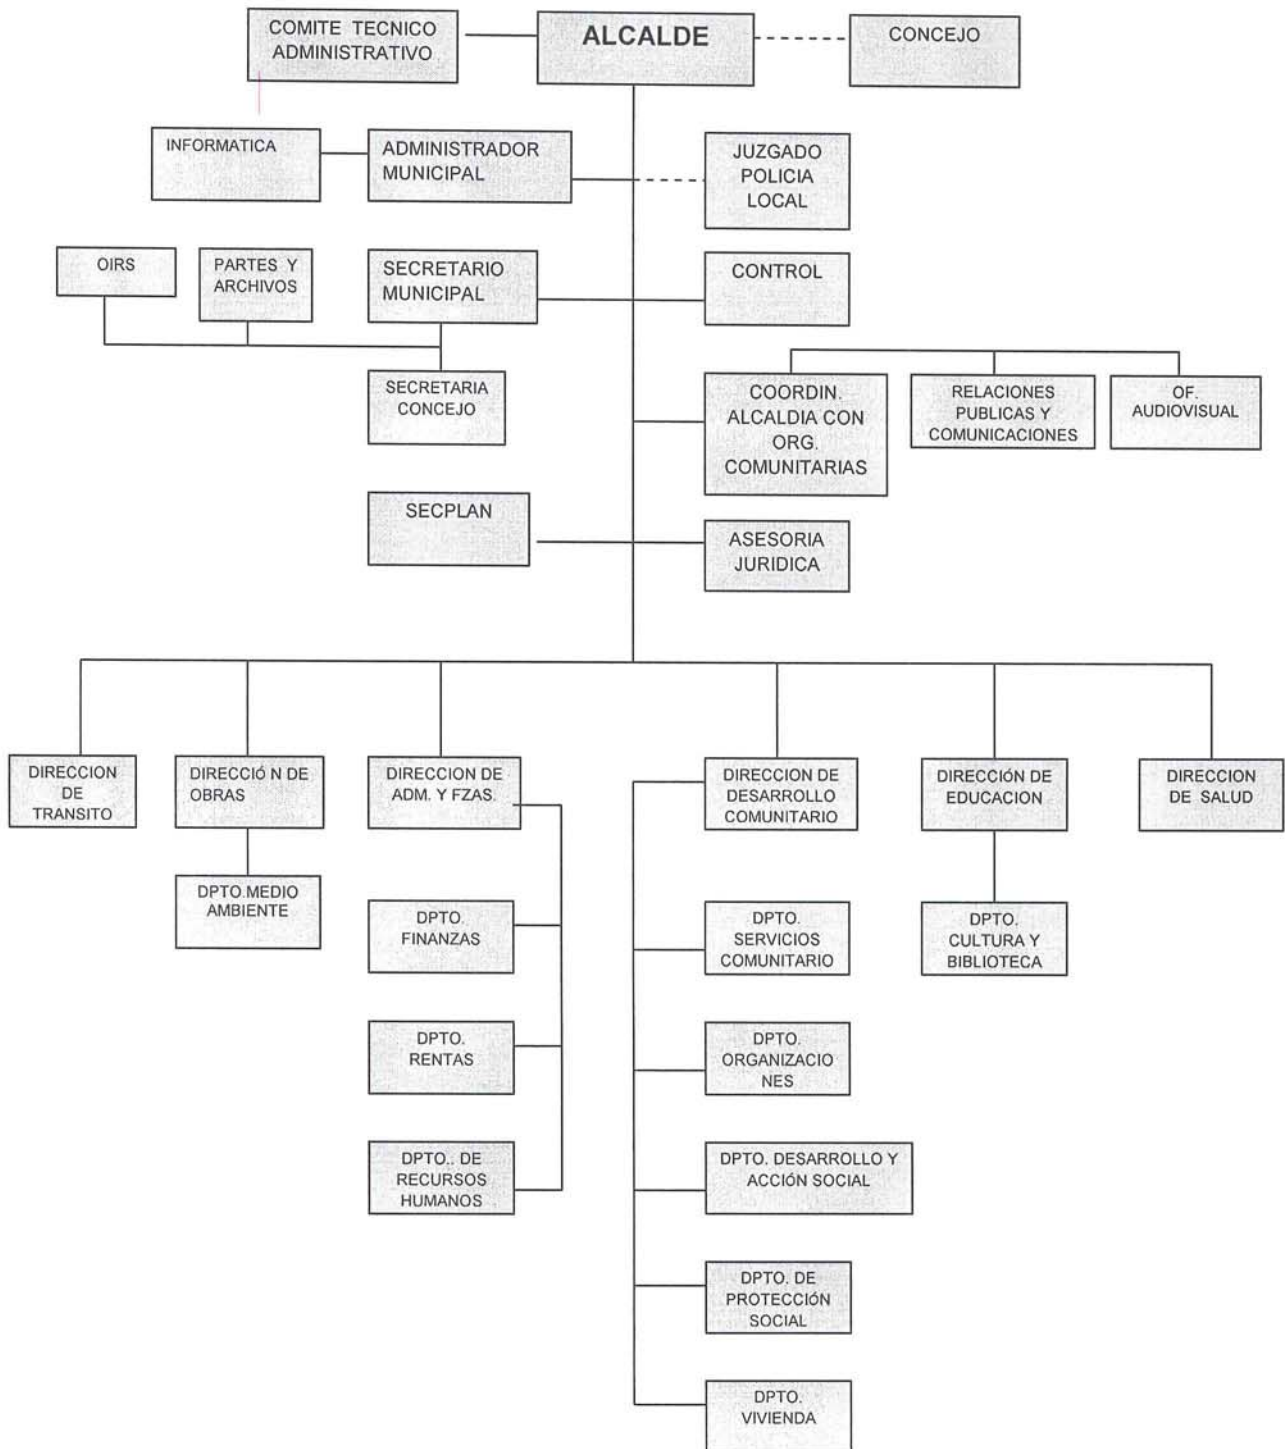 COMITE TECNICO
ADMINISTRATIVO
ALCALDE
CONCEJO
INFORMATICA
ADMINISTRADOR
MUNICIPAL
JUZGADO
POLICIA
LOCAL
OIRS
PARTES Y
ARCHIVOS
SECRETARIO
MUNICIPAL
CONTROL
SECRETARIA
CONCEJO
COORDIN.
ALCALDIA CON
ORG.
COMUNITARIAS
RELACIONES
PUBLICAS Y
COMUNICACIONES
OF.
AUDIOVISUAL
SECPLAN
ASESORIA
JURIDICA
DIRECCION
DE
TRANSITO
DIRECCIÓ N DE
OBRAS
DIRECCION DE
ADM. Y FZAS.
DIRECCION DE
DESARROLLO
COMUNITARIO
DIRECCIÓN DE
EDUCACION
DIRECCION
DE SALUD
DPTO.MEDIO
AMBIENTE
DPTO.
FINANZAS
DPTO.
SERVICIOS
COMUNITARIO
DPTO.
CULTURA Y
BIBLIOTECA
DPTO.
RENTAS
DPTO.
ORGANIZACIO
NES
DPTO.. DE
RECURSOS
HUMANOS
DPTO. DESARROLLO Y
ACCIÓN SOCIAL
DPTO. DE
PROTECCIÓN
SOCIAL
DPTO.
VIVIENDA